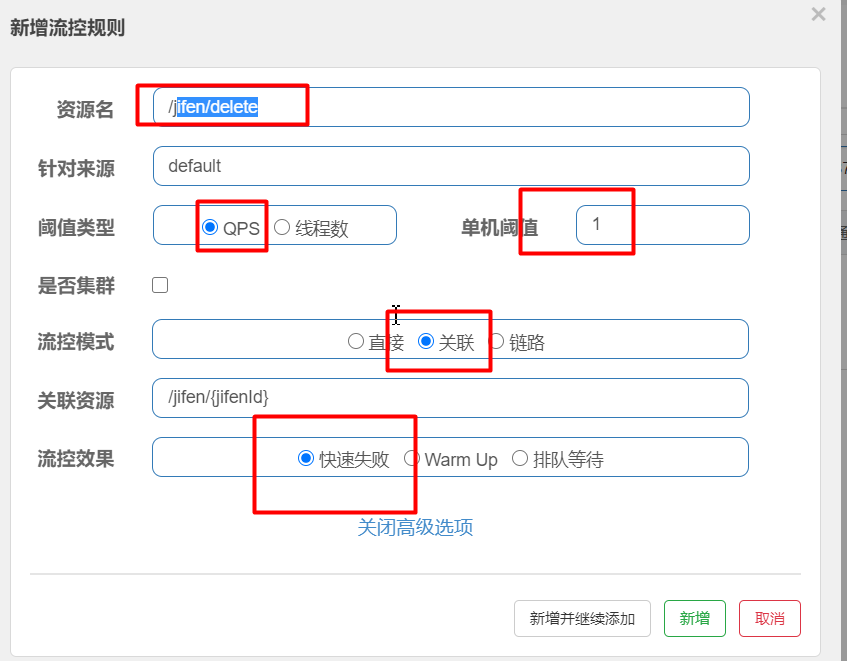 新增流控规则
资源名 /jifen/delete
针对来源 default
阈值类型 QPS 线程数 单机阈值 1
是否集群
流控模式 直接 关联 链路
关联资源 /jifen/{jifenId}
流控效果 快速失败 Warm Up 排队等待
关闭高级选项
新增并继续添加 新增 取消